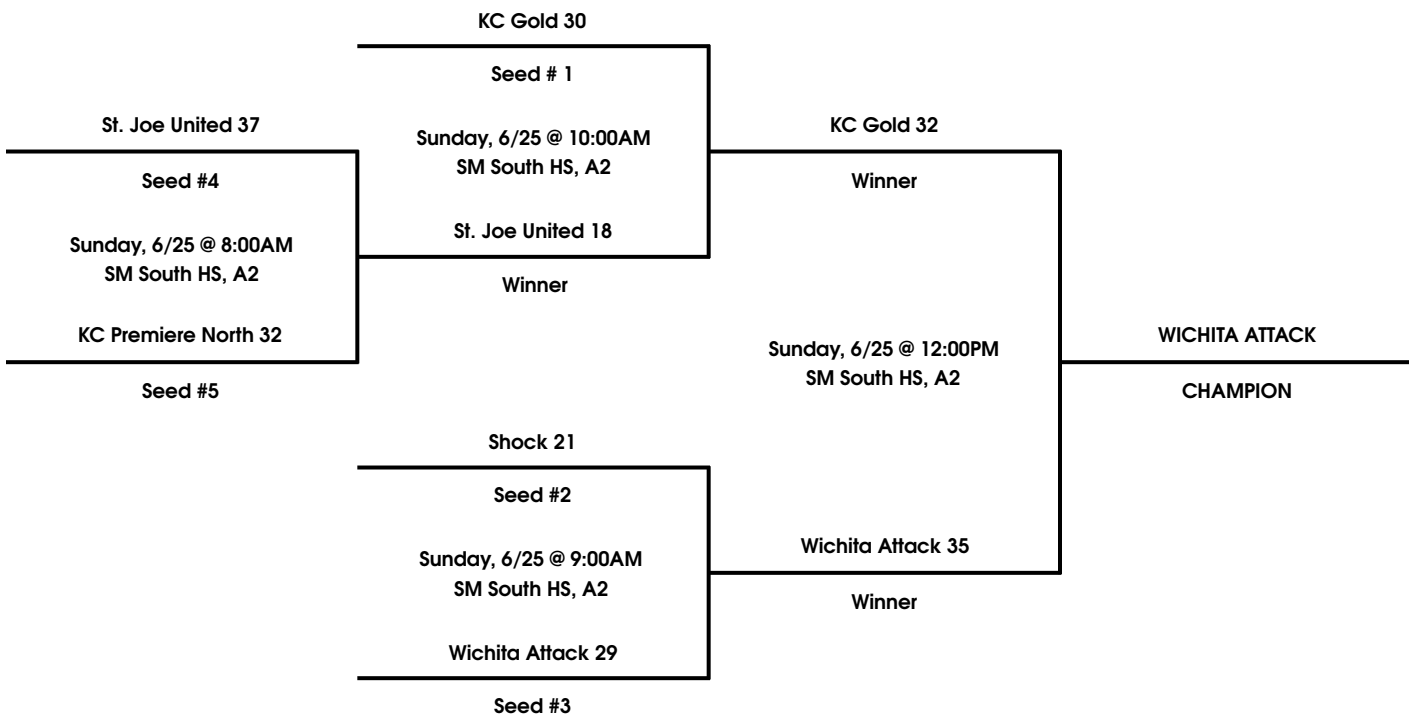 KC Gold 30
Seed # 1
Sunday, 6/25 @ 10:00AM
SM South HS, A2
St. Joe United 18
Winner
St. Joe United 37
Seed #4
Sunday, 6/25 @ 8:00AM
SM South HS, A2
KC Premiere North 32
Seed #5
KC Gold 32
Winner
Sunday, 6/25 @ 12:00PM
SM South HS, A2
Wichita Attack 35
Winner
WICHITA ATTACK
CHAMPION
Shock 21
Seed #2
Sunday, 6/25 @ 9:00AM
SM South HS, A2
Wichita Attack 29
Seed #3